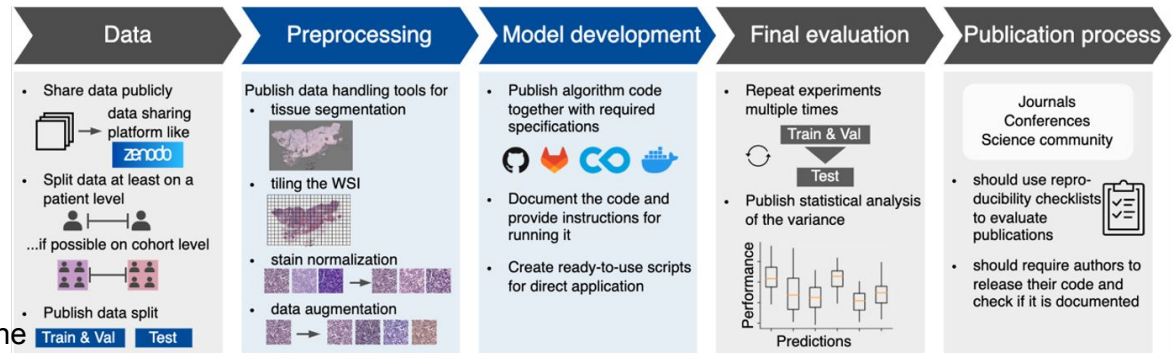 Data
Preprocessing
Model development
Final evaluation
Publication process
• Share data publicly
data sharing
platform like
zenodo
• Split data at least on a
patient level
...if possible on cohort level
• Publish data split
Train & Val
Test
Publish data handling tools for
• tissue segmentation
• tiling the WSI
• stain normalization
• data augmentation
• Publish algorithm code
together with required
specifications
• Document the code and
provide instructions for
running it
• Create ready-to-use scripts
for direct application
• Repeat experiments
multiple times
Train & Val
Test
• Publish statistical analysis
of the variance
Performance
Predictions
Journals
Conferences
Science community
• should use repro-
ducibility checklists
to evaluate
publications
• should require authors to
release their code and
check if it is documented